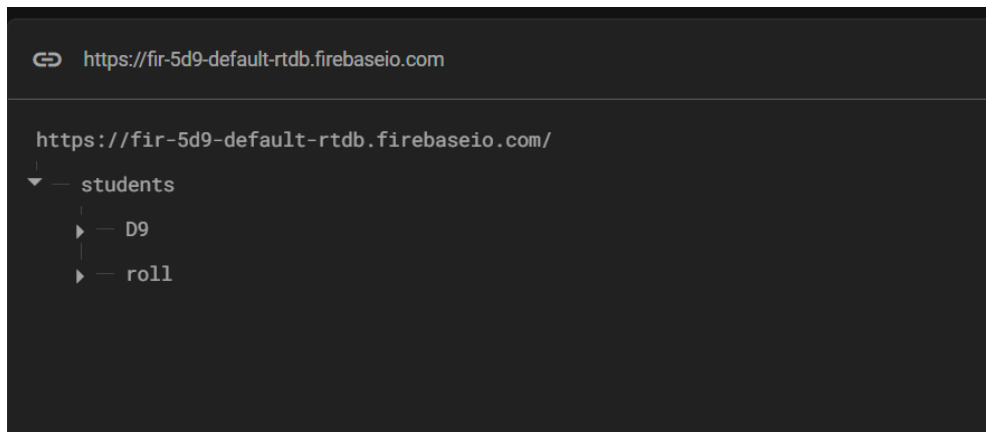 https://fir-5d9-default-rtdb.firebaseio.com
https://fir-5d9-default-rtdb.firebaseio.com/
students
D9
roll